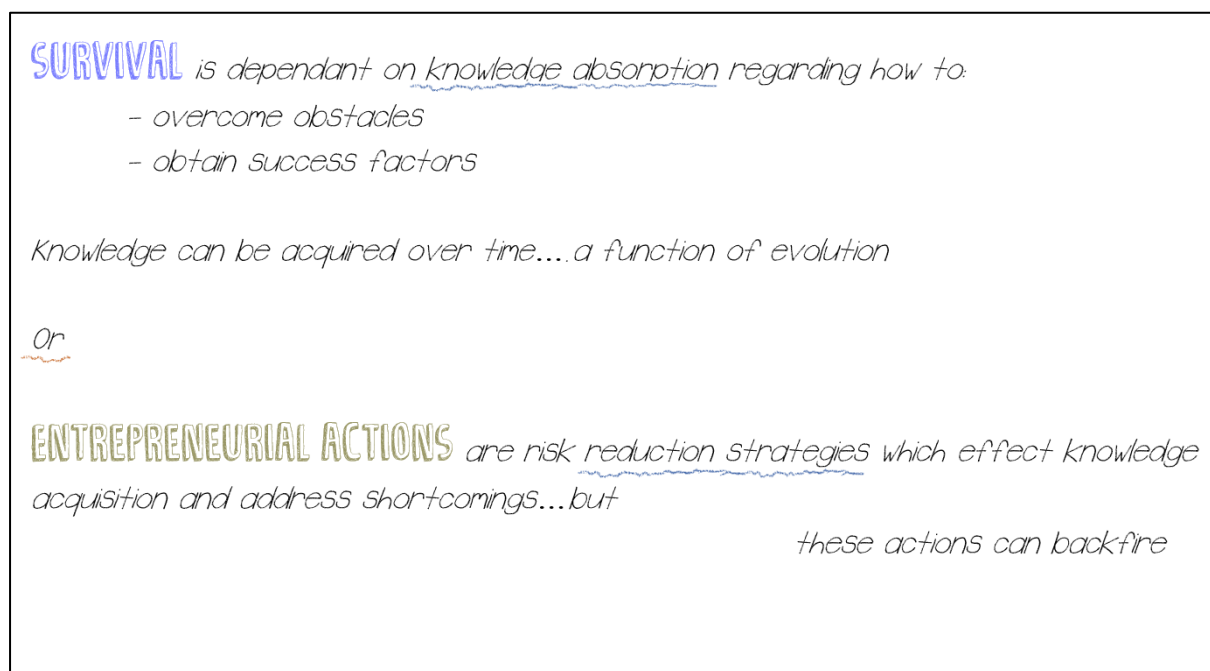 SURVIVAL is dependant on knowledge absorption regarding how to:
- overcome obstacles
- obtain success factors
Knowledge can be acquired over time....a function of evolution
Or
ENTREPRENEURIAL ACTIONS are risk reduction strategies which effect knowledge
acquisition and address shortcomings...but
these actions can backfire